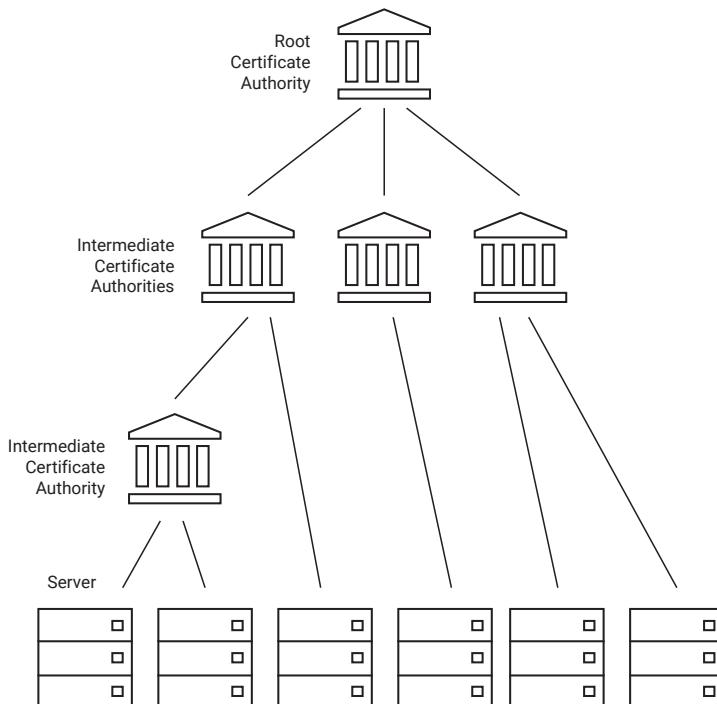 Root
Certificate
Authority
Intermediate
Certificate
Authorities
Intermediate
Certificate
Authority
Server